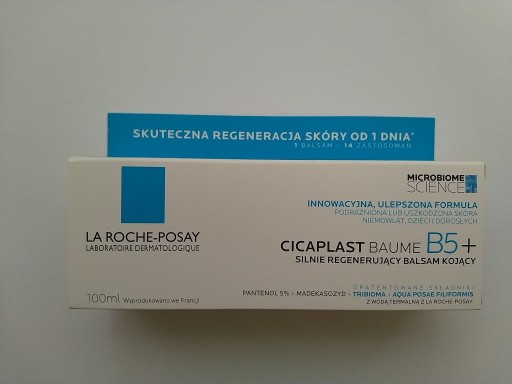 SKUTECZNA REGENERACJA SKÓRY OD 1 DNIA*
1 BALSAM - 14 ZASTOSOWAŃ
MICROBIOME
SCIENCE
INNOWACYJNA, ULEPSZONA FORMUŁA
PODRAŻNIONA LUB USZKODZONA SKÓRA
NIEMOWLĄT, DZIECI I DOROSŁYCH
LA ROCHE-POSAY
LABORATOIRE DERMATOLOGIQUE
CICAPLAST BAUME B5+
SILNIE REGENERUJĄCY BALSAM KOJĄCY
OPATENTOWANE SKŁADNIKI
PANTENOL 5% + MADEKASOZYD + TRIBIOMA + AQUA POSAE FILIFORMIS
Z WODĄ TERMALNĄ Z LA ROCHE-POSAY
100ml Wyprodukowano we Francji